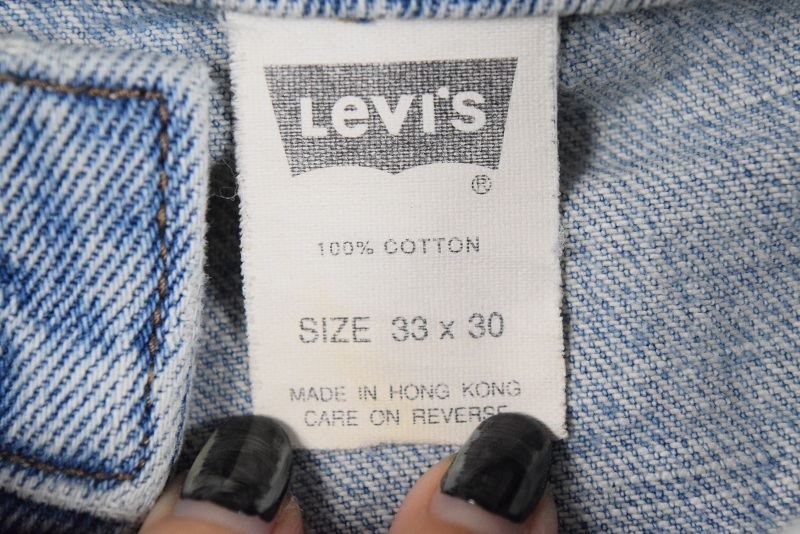 Levi's
®
100% COTTON
SIZE 33 x 30
MADE IN HONG KONG
CARE ON REVERSE